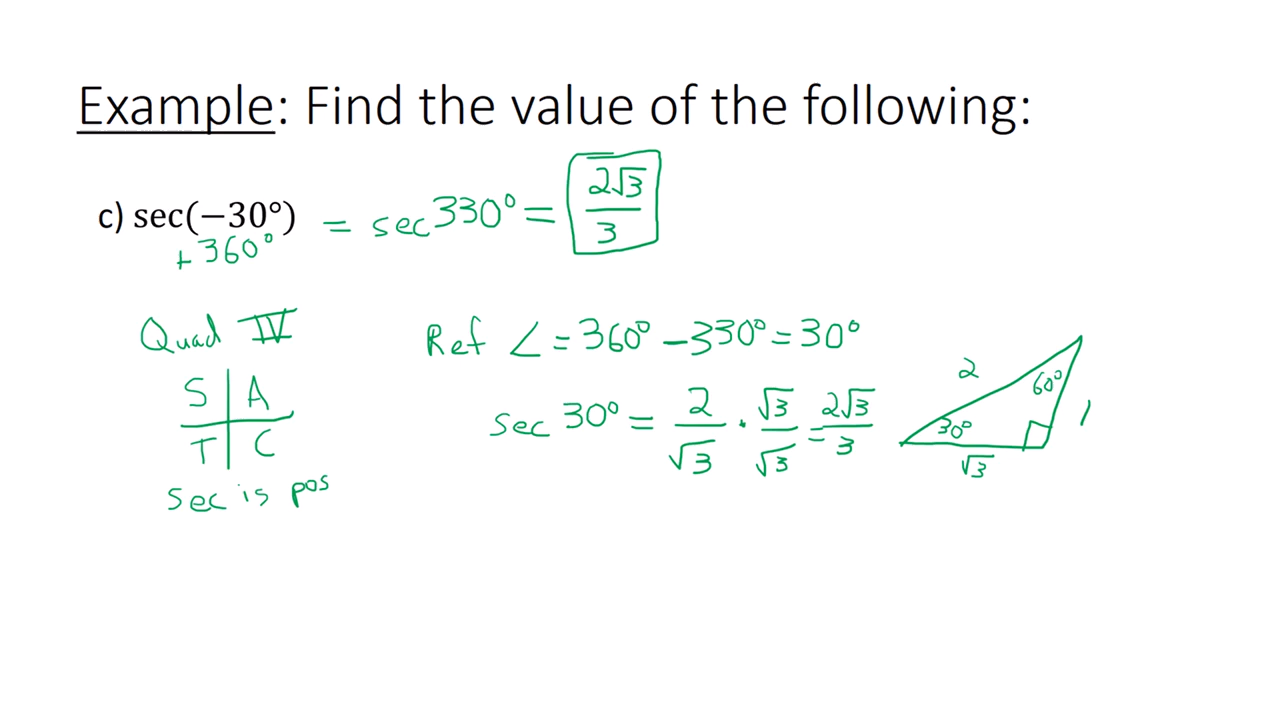 Example: Find the value of the following:
c) sec(−30°) = sec 330° = 2√3/3
+360°
Quad IV
Ref ∠ = 360° − 330° = 30°
S A
T C
sec is pos
sec 30° = 2/√3 · √3/√3 = 2√3/3
2
60°
1
30°
√3